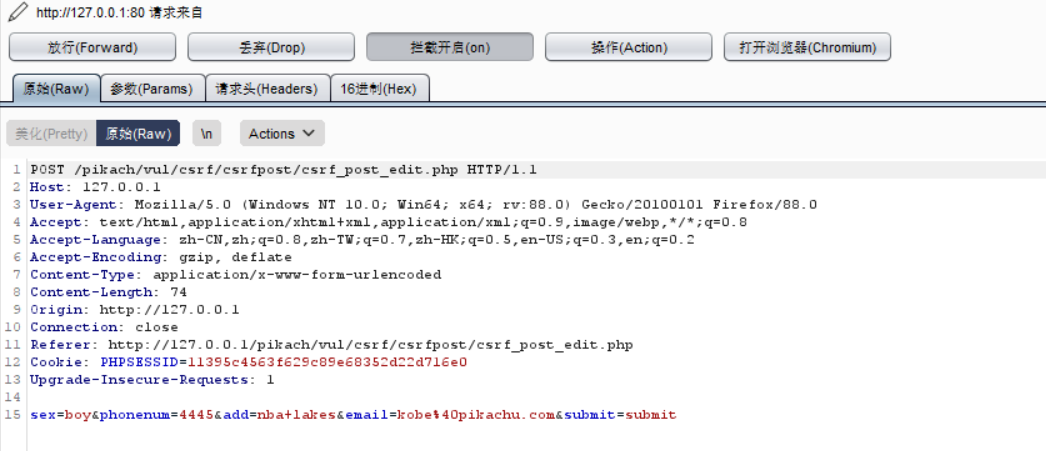 http://127.0.0.1:80 请求来自
放行(Forward) 丢弃(Drop) 拦截开启(on) 操作(Action) 打开浏览器(Chromium)
原始(Raw) 参数(Params) 请求头(Headers) 16进制(Hex)
美化(Pretty) 原始(Raw) \n Actions
1 POST /pikach/vul/csrf/csrfpost/csrf_post_edit.php HTTP/1.1
2 Host: 127.0.0.1
3 User-Agent: Mozilla/5.0 (Windows NT 10.0; Win64; x64; rv:88.0) Gecko/20100101 Firefox/88.0
4 Accept: text/html,application/xhtml+xml,application/xml;q=0.9,image/webp,*/*;q=0.8
5 Accept-Language: zh-CN,zh;q=0.8,zh-TW;q=0.7,zh-HK;q=0.5,en-US;q=0.3,en;q=0.2
6 Accept-Encoding: gzip, deflate
7 Content-Type: application/x-www-form-urlencoded
8 Content-Length: 74
9 Origin: http://127.0.0.1
10 Connection: close
11 Referer: http://127.0.0.1/pikach/vul/csrf/csrfpost/csrf_post_edit.php
12 Cookie: PHPSESSID=11395c4563f629c89e68352d22d716e0
13 Upgrade-Insecure-Requests: 1
14
15 sex=boy&phonenum=4445&add=nba+lakes&email=kobe%40pikachu.com&submit=submit